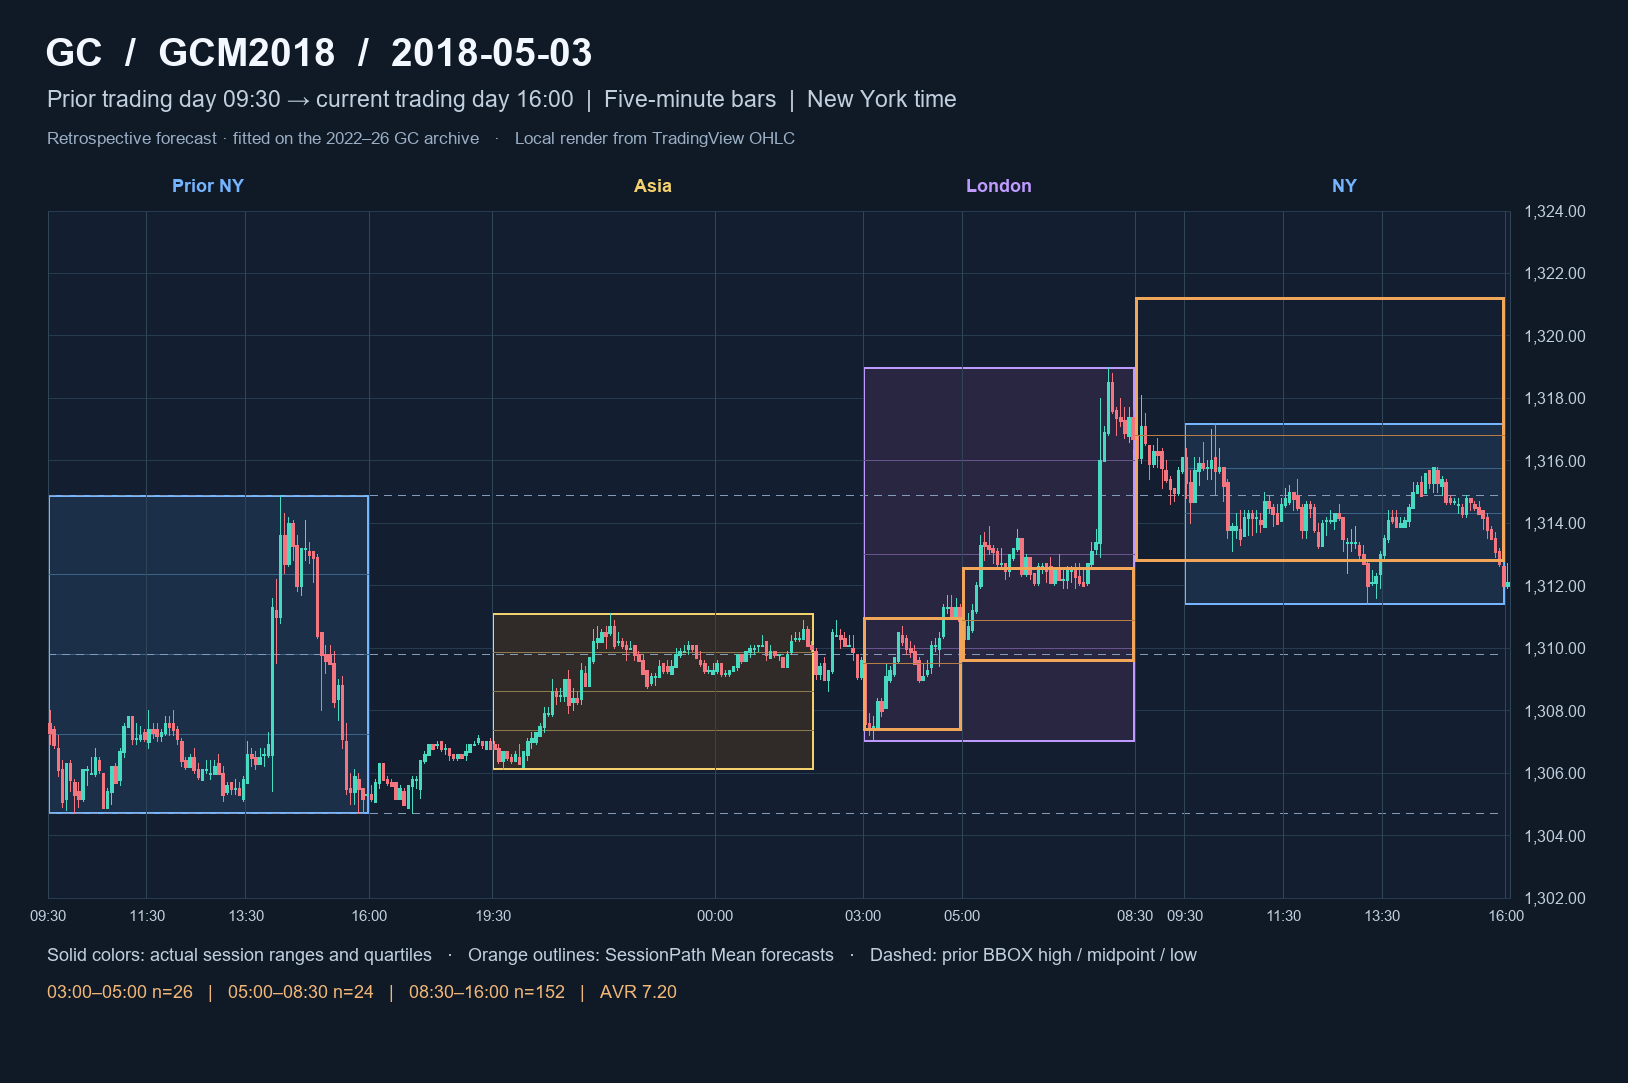 GC / GCM2018 / 2018-05-03
Prior trading day 09:30 → current trading day 16:00 | Five-minute bars | New York time
Retrospective forecast · fitted on the 2022–26 GC archive · Local render from TradingView OHLC
Prior NY Asia London NY
1,324.00
1,322.00
1,320.00
1,318.00
1,316.00
1,314.00
1,312.00
1,310.00
1,308.00
1,306.00
1,304.00
1,302.00
09:30 11:30 13:30 16:00 19:30 00:00 03:00 05:00 08:30 09:30 11:30 13:30 16:00
Solid colors: actual session ranges and quartiles · Orange outlines: SessionPath Mean forecasts · Dashed: prior BBOX high / midpoint / low
03:00–05:00 n=26 | 05:00–08:30 n=24 | 08:30–16:00 n=152 | AVR 7.20